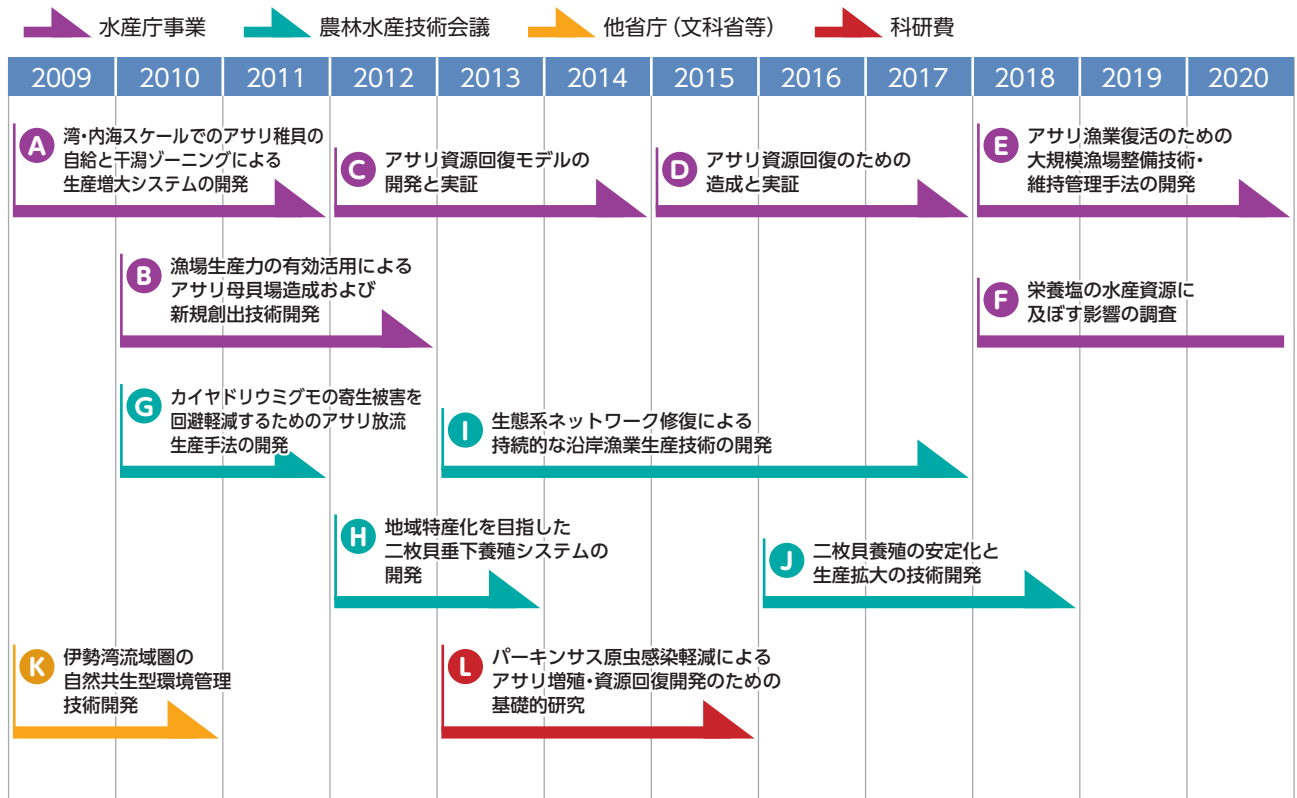 水産庁事業
農林水産技術会議
他省庁（文科省等）
科研費
2009 2010 2011 2012 2013 2014 2015 2016 2017 2018 2019 2020
A
湾・内海スケールでのアサリ稚貝の
自給と干潟ゾーニングによる
生産増大システムの開発
C
アサリ資源回復モデルの
開発と実証
D
アサリ資源回復のための
造成と実証
E
アサリ漁業復活のための
大規模漁場整備技術・
維持管理手法の開発
B
漁場生産力の有効活用による
アサリ母貝場造成および
新規創出技術開発
F
栄養塩の水産資源に
及ぼす影響の調査
G
カイヤドリウミグモの寄生被害を
回避軽減するためのアサリ放流
生産手法の開発
I
生態系ネットワーク修復による
持続的な沿岸漁業生産技術の開発
H
地域特産化を目指した
二枚貝垂下養殖システムの
開発
J
二枚貝養殖の安定化と
生産拡大の技術開発
K
伊勢湾流域圏の
自然共生型環境管理
技術開発
L
パーキンサス原虫感染軽減による
アサリ増殖・資源回復開発のための
基礎的研究